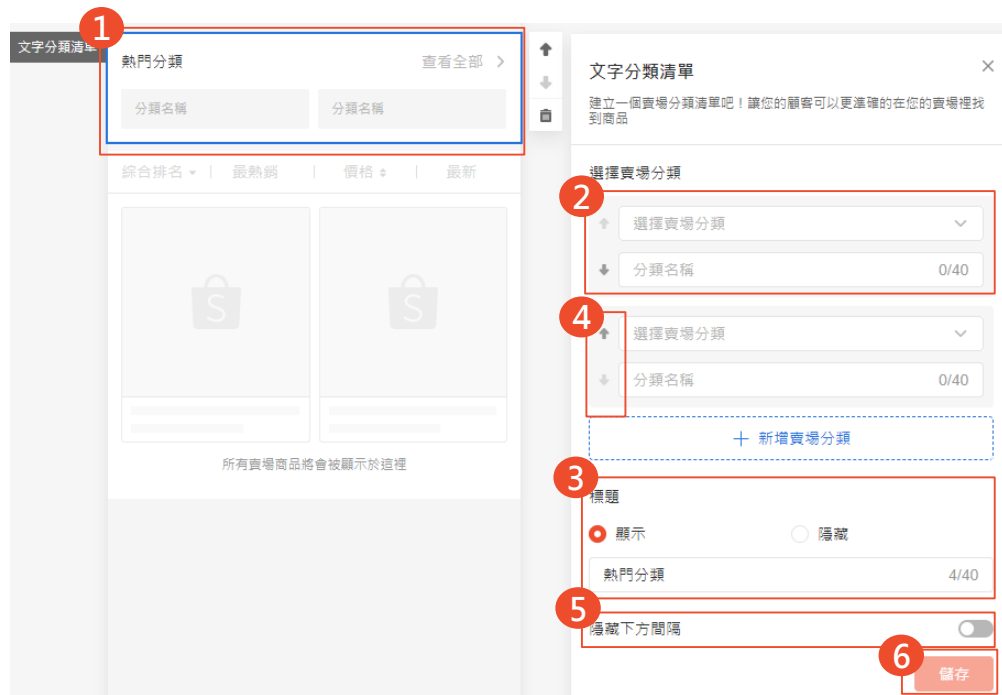 1
文字分類清單
熱門分類
查看全部
分類名稱
分類名稱
綜合排名
最熱銷
價格
最新
S
S
所有賣場商品將會被顯示於這裡
文字分類清單
建立一個賣場分類清單吧！讓您的顧客可以更準確的在您的賣場裡找
到商品
選擇賣場分類
2
選擇賣場分類
分類名稱
0/40
4
選擇賣場分類
分類名稱
0/40
新增賣場分類
3
標題
顯示
隱藏
熱門分類
4/40
5
隱藏下方間隔
6
儲存